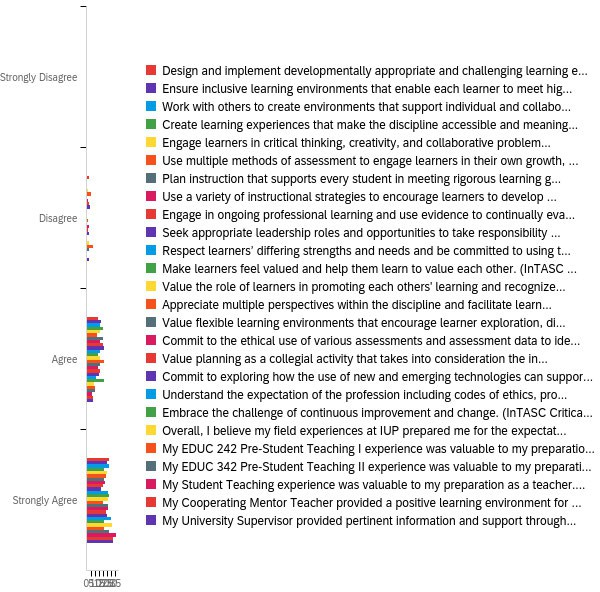 Strongly Disagree
Disagree
Agree
Strongly Agree
Design and implement developmentally appropriate and challenging learning e...
Ensure inclusive learning environments that enable each learner to meet hig...
Work with others to create environments that support individual and collabo...
Create learning experiences that make the discipline accessible and meaning...
Engage learners in critical thinking, creativity, and collaborative problem...
Use multiple methods of assessment to engage learners in their own growth, ...
Plan instruction that supports every student in meeting rigorous learning g...
Use a variety of instructional strategies to encourage learners to develop ...
Engage in ongoing professional learning and use evidence to continually eva...
Seek appropriate leadership roles and opportunities to take responsibility ...
Respect learners' differing strengths and needs and be committed to using t...
Make learners feel valued and help them learn to value each other. (InTASC ...
Value the role of learners in promoting each others' learning and recognize...
Appreciate multiple perspectives within the discipline and facilitate learn...
Value flexible learning environments that encourage learner exploration, di...
Commit to the ethical use of various assessments and assessment data to ide...
Value planning as a collegial activity that takes into consideration the in...
Commit to exploring how the use of new and emerging technologies can suppor...
Understand the expectation of the profession including codes of ethics, pro...
Embrace the challenge of continuous improvement and change. (InTASC Critica...
Overall, I believe my field experiences at IUP prepared me for the expectat...
My EDUC 242 Pre-Student Teaching I experience was valuable to my preparatio...
My EDUC 342 Pre-Student Teaching II experience was valuable to my preparati...
My Student Teaching experience was valuable to my preparation as a teacher....
My Cooperating Mentor Teacher provided a positive learning environment for ...
My University Supervisor provided pertinent information and support through...